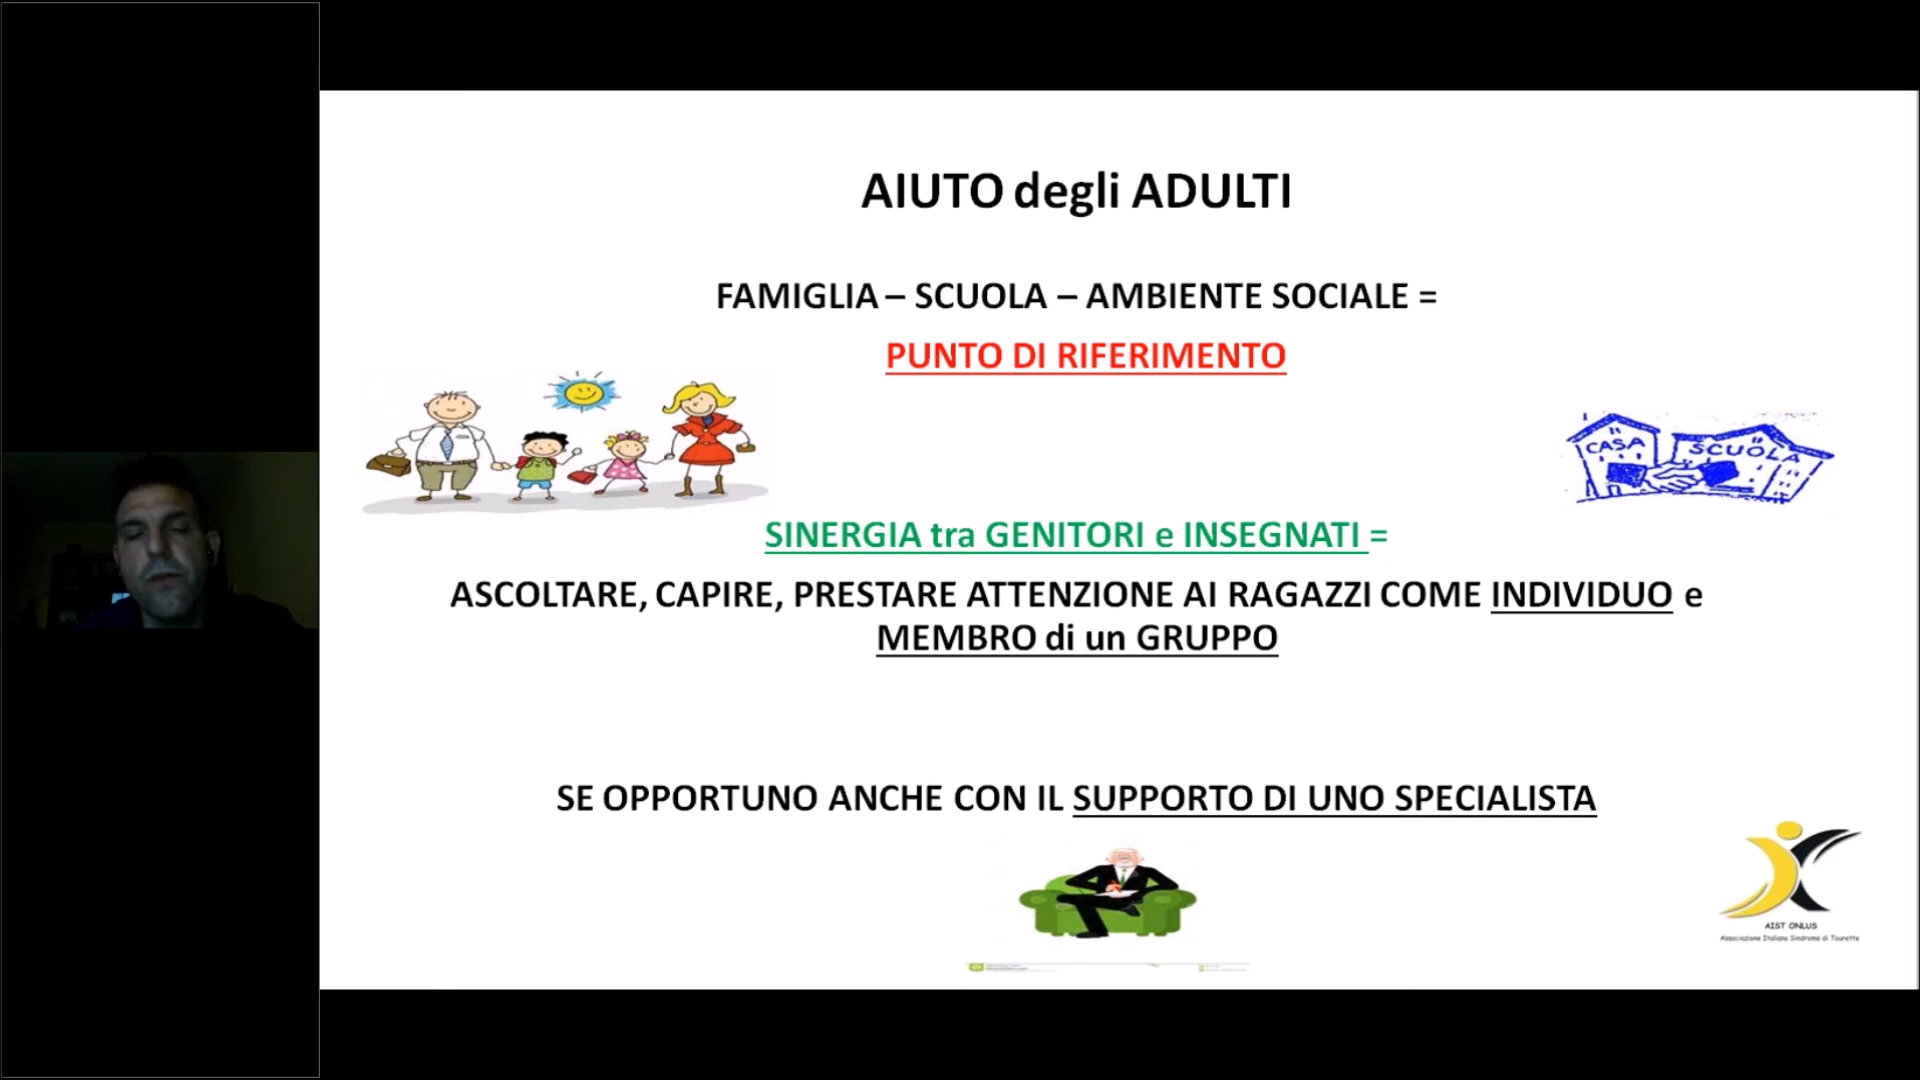 AIUTO degli ADULTI
FAMIGLIA – SCUOLA – AMBIENTE SOCIALE =
PUNTO DI RIFERIMENTO
CASA
SCUOLA
SINERGIA tra GENITORI e INSEGNATI =
ASCOLTARE, CAPIRE, PRESTARE ATTENZIONE AI RAGAZZI COME INDIVIDUO e
MEMBRO di un GRUPPO
SE OPPORTUNO ANCHE CON IL SUPPORTO DI UNO SPECIALISTA
AIST ONLUS
Associazione Italiana Sindrome di Tourette